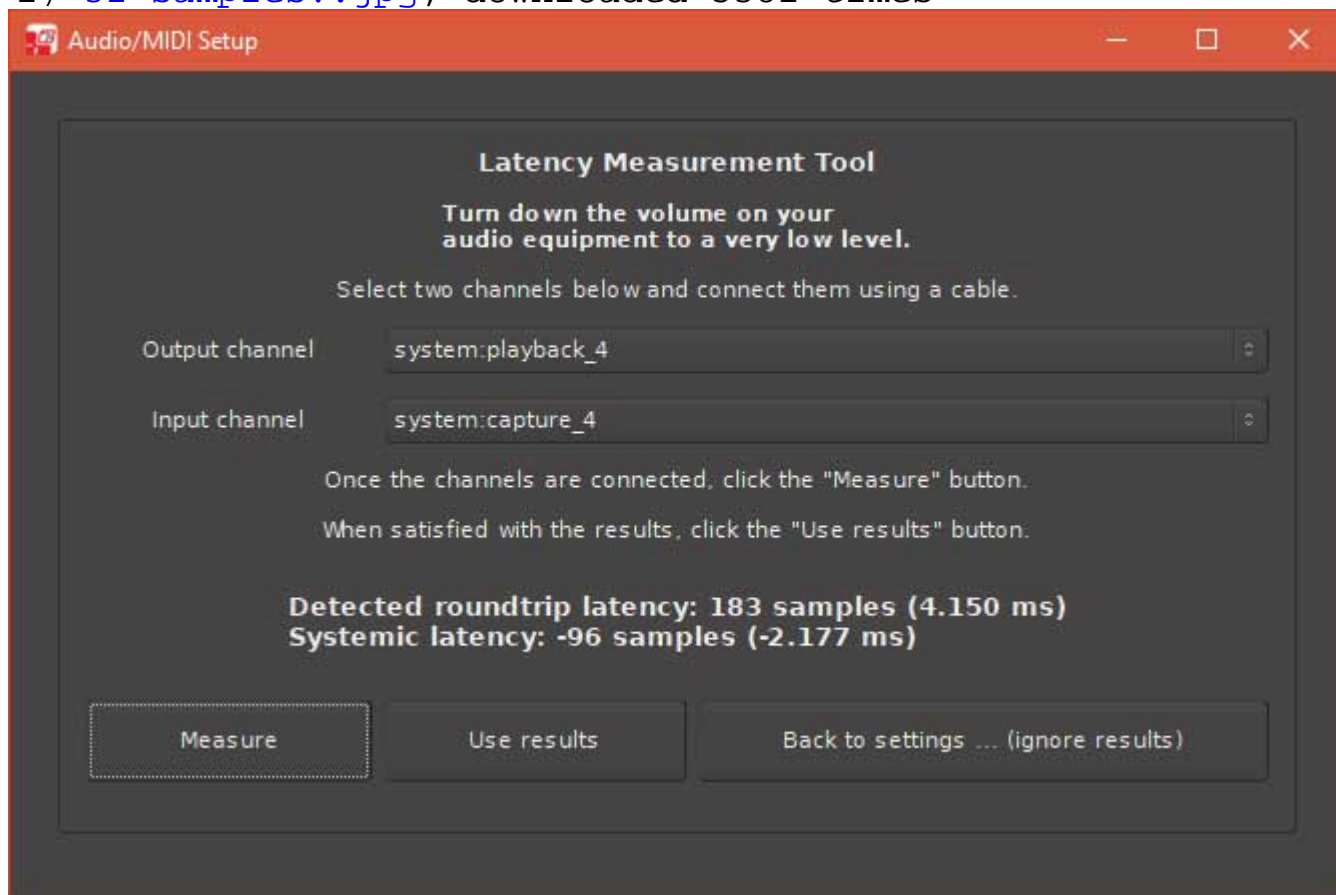 Audio/MIDI Setup
Latency Measurement Tool
Turn down the volume on your
audio equipment to a very low level.
Select two channels below and connect them using a cable.
Output channel system:playback_4
Input channel system:capture_4
Once the channels are connected, click the "Measure" button.
When satisfied with the results, click the "Use results" button.
Detected roundtrip latency: 183 samples (4.150 ms)
Systemic latency: -96 samples (-2.177 ms)
Measure Use results Back to settings ... (ignore results)